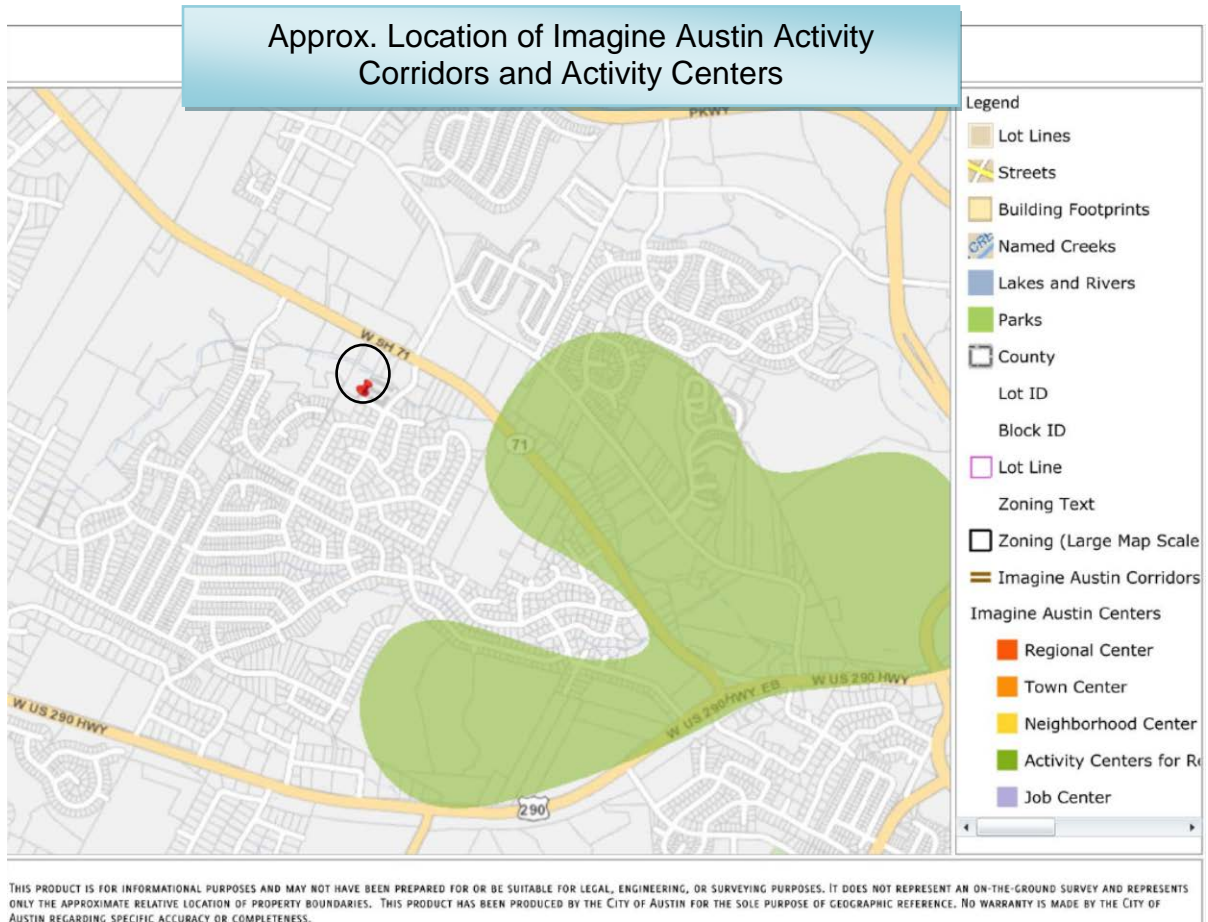 Approx. Location of Imagine Austin Activity
Corridors and Activity Centers
PKWY
W SH 71
71
W US 290 HWY
W US 290 HWY EB
W US 290 HWY
290
Legend
Lot Lines
Streets
CRE
Named Creeks
Building Footprints
Lakes and Rivers
Parks
County
Lot ID
Block ID
Lot Line
Zoning Text
Zoning (Large Map Scale
Imagine Austin Corridors
Imagine Austin Centers
Regional Center
Town Center
Neighborhood Center
Activity Centers for Re
Job Center
THIS PRODUCT IS FOR INFORMATIONAL PURPOSES AND MAY NOT HAVE BEEN PREPARED FOR OR BE SUITABLE FOR LEGAL, ENGINEERING, OR SURVEYING PURPOSES. IT DOES NOT REPRESENT AN ON-THE-GROUND SURVEY AND REPRESENTS
ONLY THE APPROXIMATE RELATIVE LOCATION OF PROPERTY BOUNDARIES. THIS PRODUCT HAS BEEN PRODUCED BY THE CITY OF AUSTIN FOR THE SOLE PURPOSE OF GEOGRAPHIC REFERENCE. NO WARRANTY IS MADE BY THE CITY OF
AUSTIN REGARDING SPECIFIC ACCURACY OR COMPLETENESS.